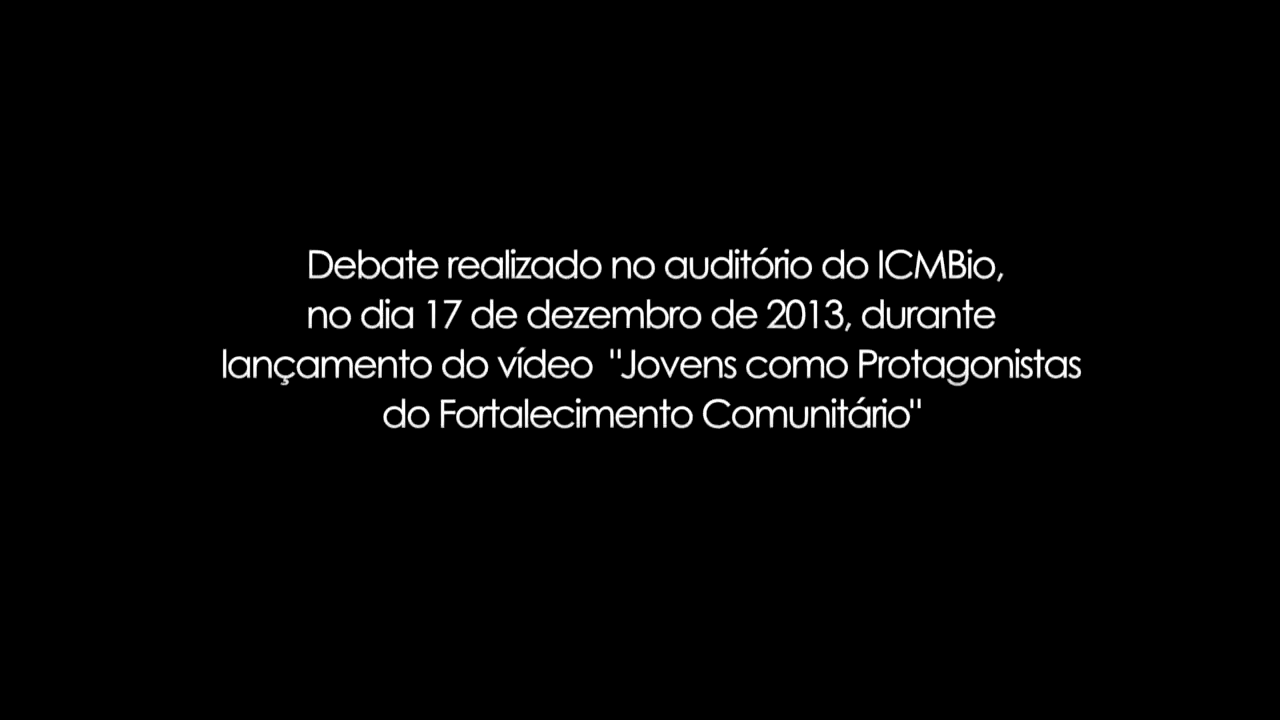 Debate realizado no auditório do ICMBio,
no dia 17 de dezembro de 2013, durante
lançamento do vídeo "Jovens como Protagonistas
do Fortalecimento Comunitário"